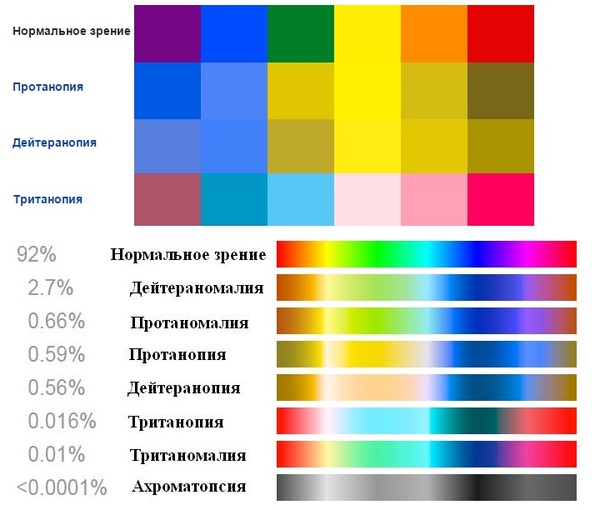 Нормальное зрение
Протанопия
Дейтеранопия
Тританопия
92% Нормальное зрение
2.7% Дейтераномалия
0.66% Протаномалия
0.59% Протанопия
0.56% Дейтеранопия
0.016% Тританопия
0.01% Тританомалия
<0.0001% Ахроматопсия